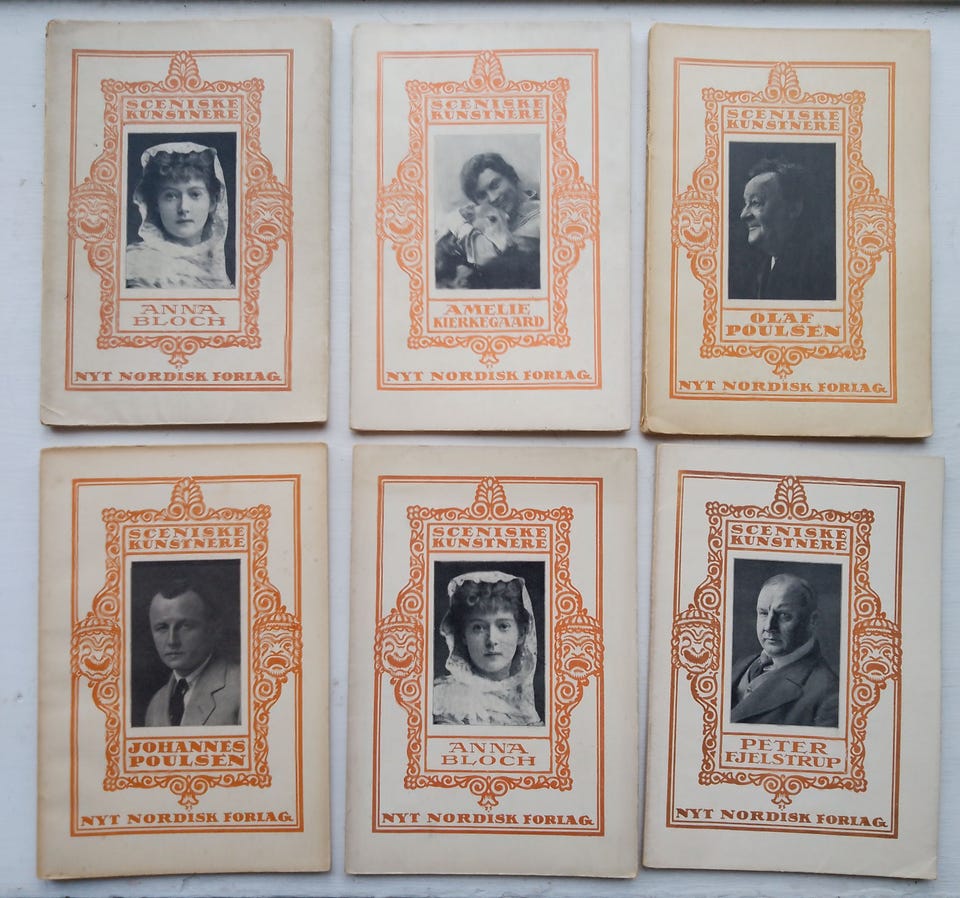 SCENISKE
KUNSTNERE
ANNA
BLOCH
NYT NORDISK FORLAG
SCENISKE
KUNSTNERE
AMELIE
KIERKEGAARD
NYT NORDISK FORLAG
SCENISKE
KUNSTNERE
OLAF
POULSEN
NYT NORDISK FORLAG
SCENISKE
KUNSTNERE
JOHANNES
POULSEN
NYT NORDISK FORLAG
SCENISKE
KUNSTNERE
ANNA
BLOCH
NYT NORDISK FORLAG
SCENISKE
KUNSTNERE
PETER
FJELSTRUP
NYT NORDISK FORLAG